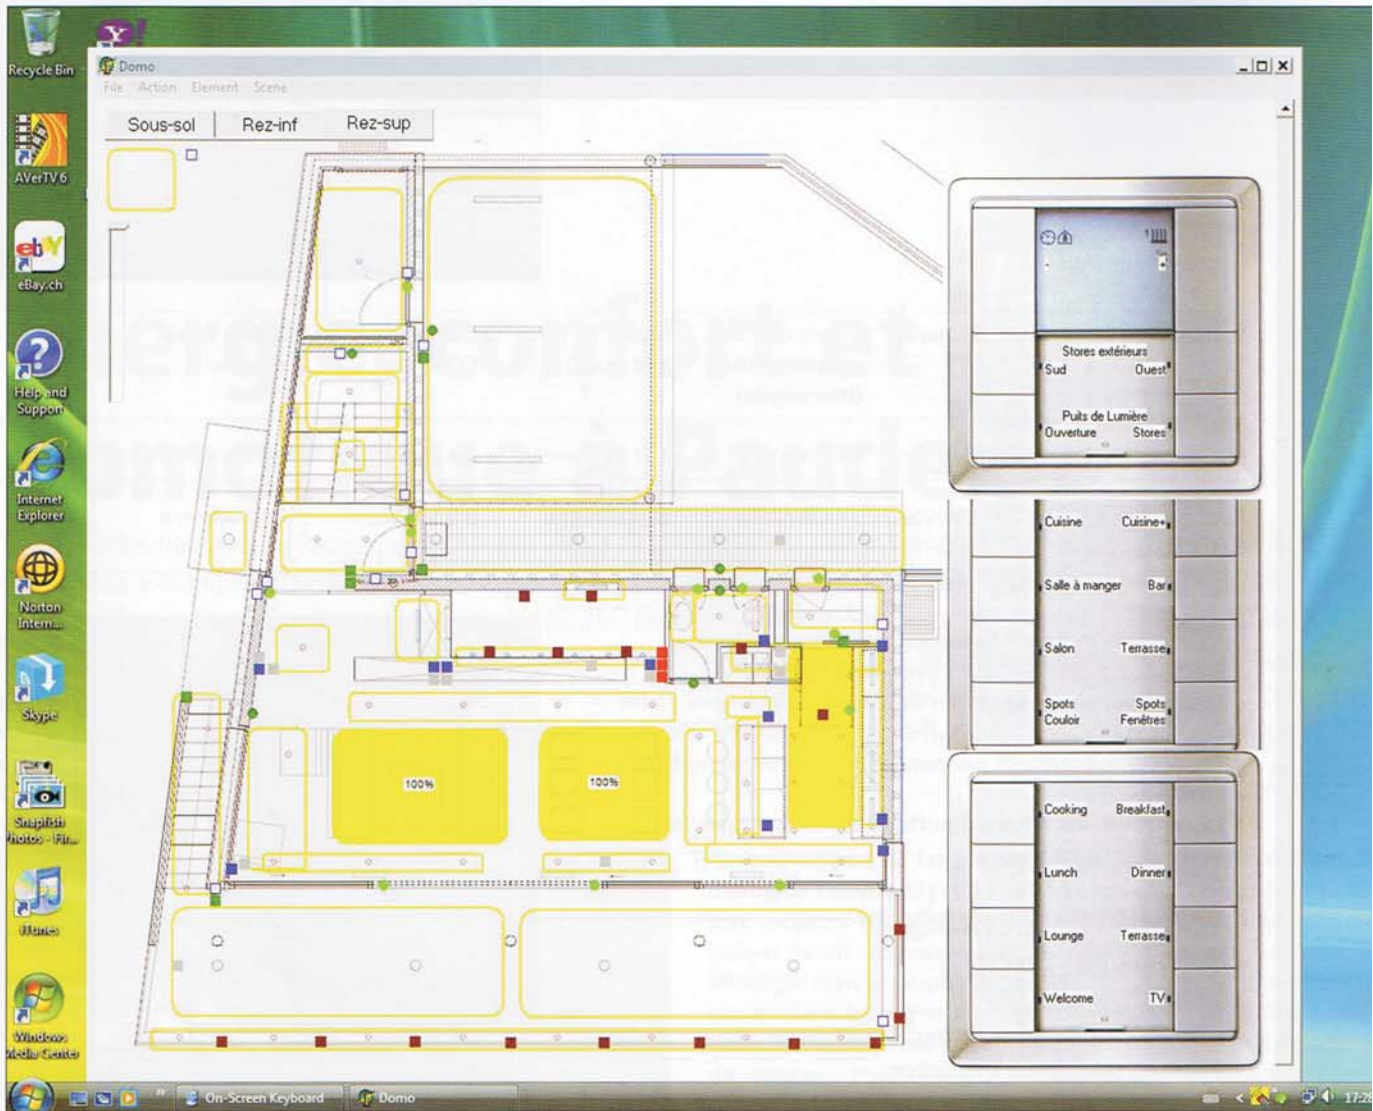 Recycle Bin
Domo
File Action Element Scene
Sous-sol Rez-inf Rez-sup
AVerTV 6
eBay.ch
Help and
Support
Internet
Explorer
Norton
Intern...
Skype
Snapfish
Photos - Fir...
iTunes
Windows
Media Center
100%
100%
Stores extérieurs
Sud Ouest
Puits de Lumière
Ouverture Stores
Cuisine Cuisine+
Salle à manger Bar
Salon Terrasse
Spots Spots
Couloir Fenêtres
Cooking Breakfast
Lunch Dinner
Lounge Terrasse
Welcome TV
On-Screen Keyboard
Domo
17:28